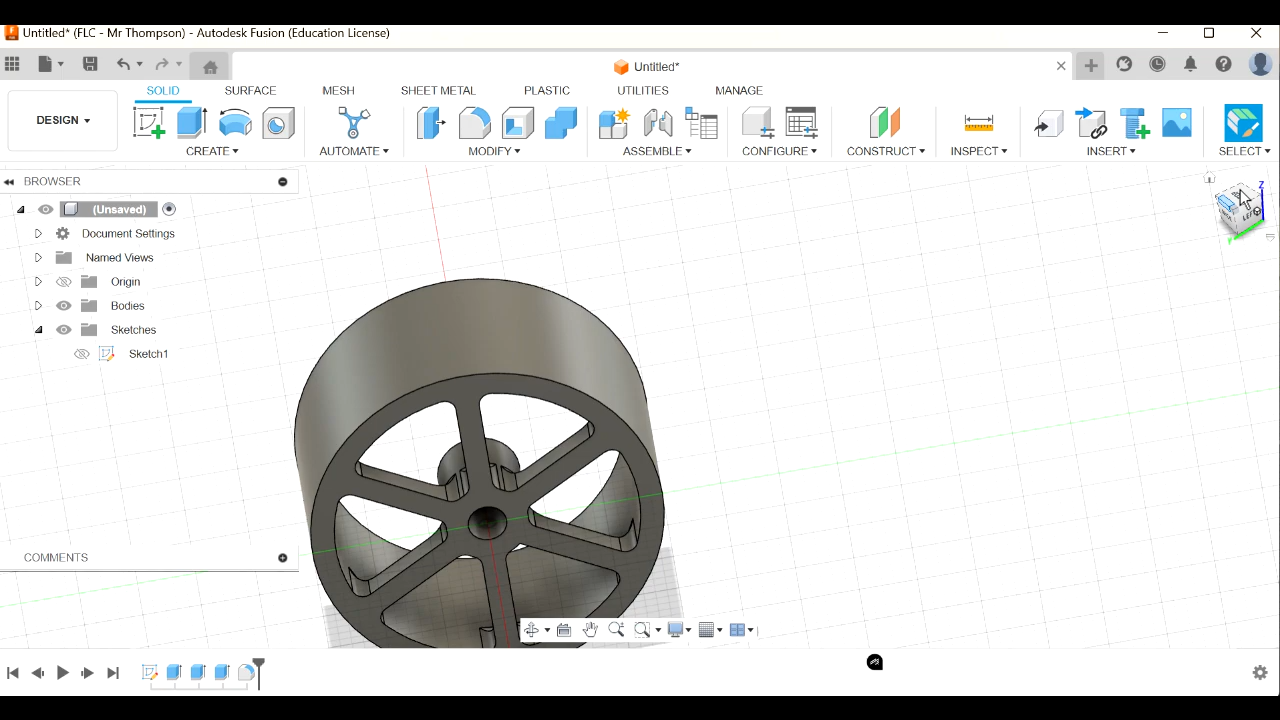 Untitled* (FLC - Mr Thompson) - Autodesk Fusion (Education License)
Untitled*
SOLID SURFACE MESH SHEET METAL PLASTIC UTILITIES MANAGE
DESIGN
CREATE AUTOMATE MODIFY ASSEMBLE CONFIGURE CONSTRUCT INSPECT INSERT SELECT
BROWSER
(Unsaved)
Document Settings
Named Views
Origin
Bodies
Sketches
Sketch1
COMMENTS
Z